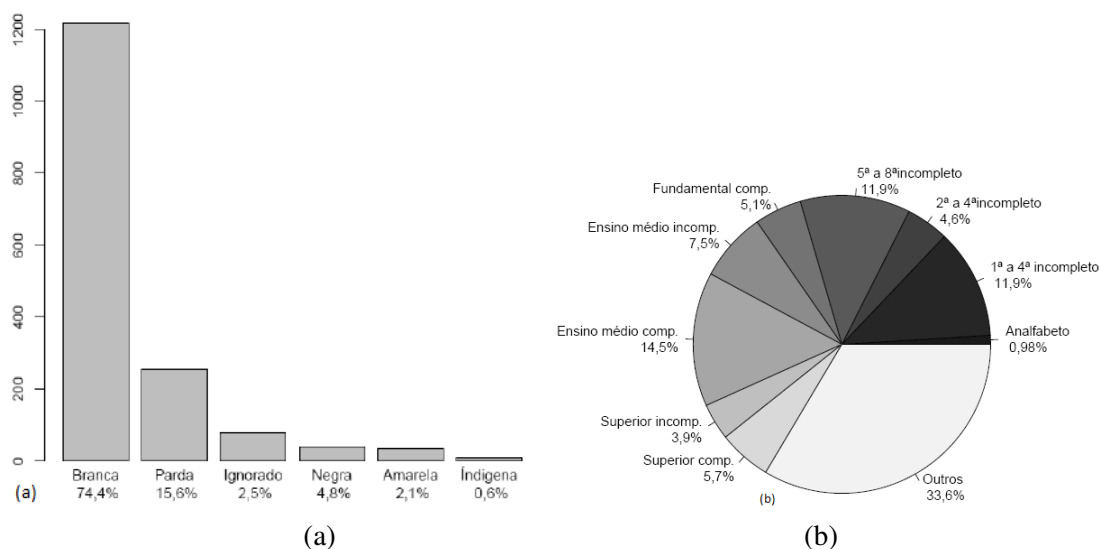 1200
1000
800
600
400
200
0
Branca
74,4%
Parda
15,6%
Ignorado
2,5%
Negra
4,8%
Amarela
2,1%
Índigena
0,6%
(a)
(a)
5ª a 8ªincompleto
11,9%
2ª a 4ªincompleto
4,6%
1ª a 4ª incompleto
11,9%
Analfabeto
0,98%
Fundamental comp.
5,1%
Ensino médio incomp.
7,5%
Ensino médio comp.
14,5%
Superior incomp.
3,9%
Superior comp.
5,7%
Outros
33,6%
(b)
(b)